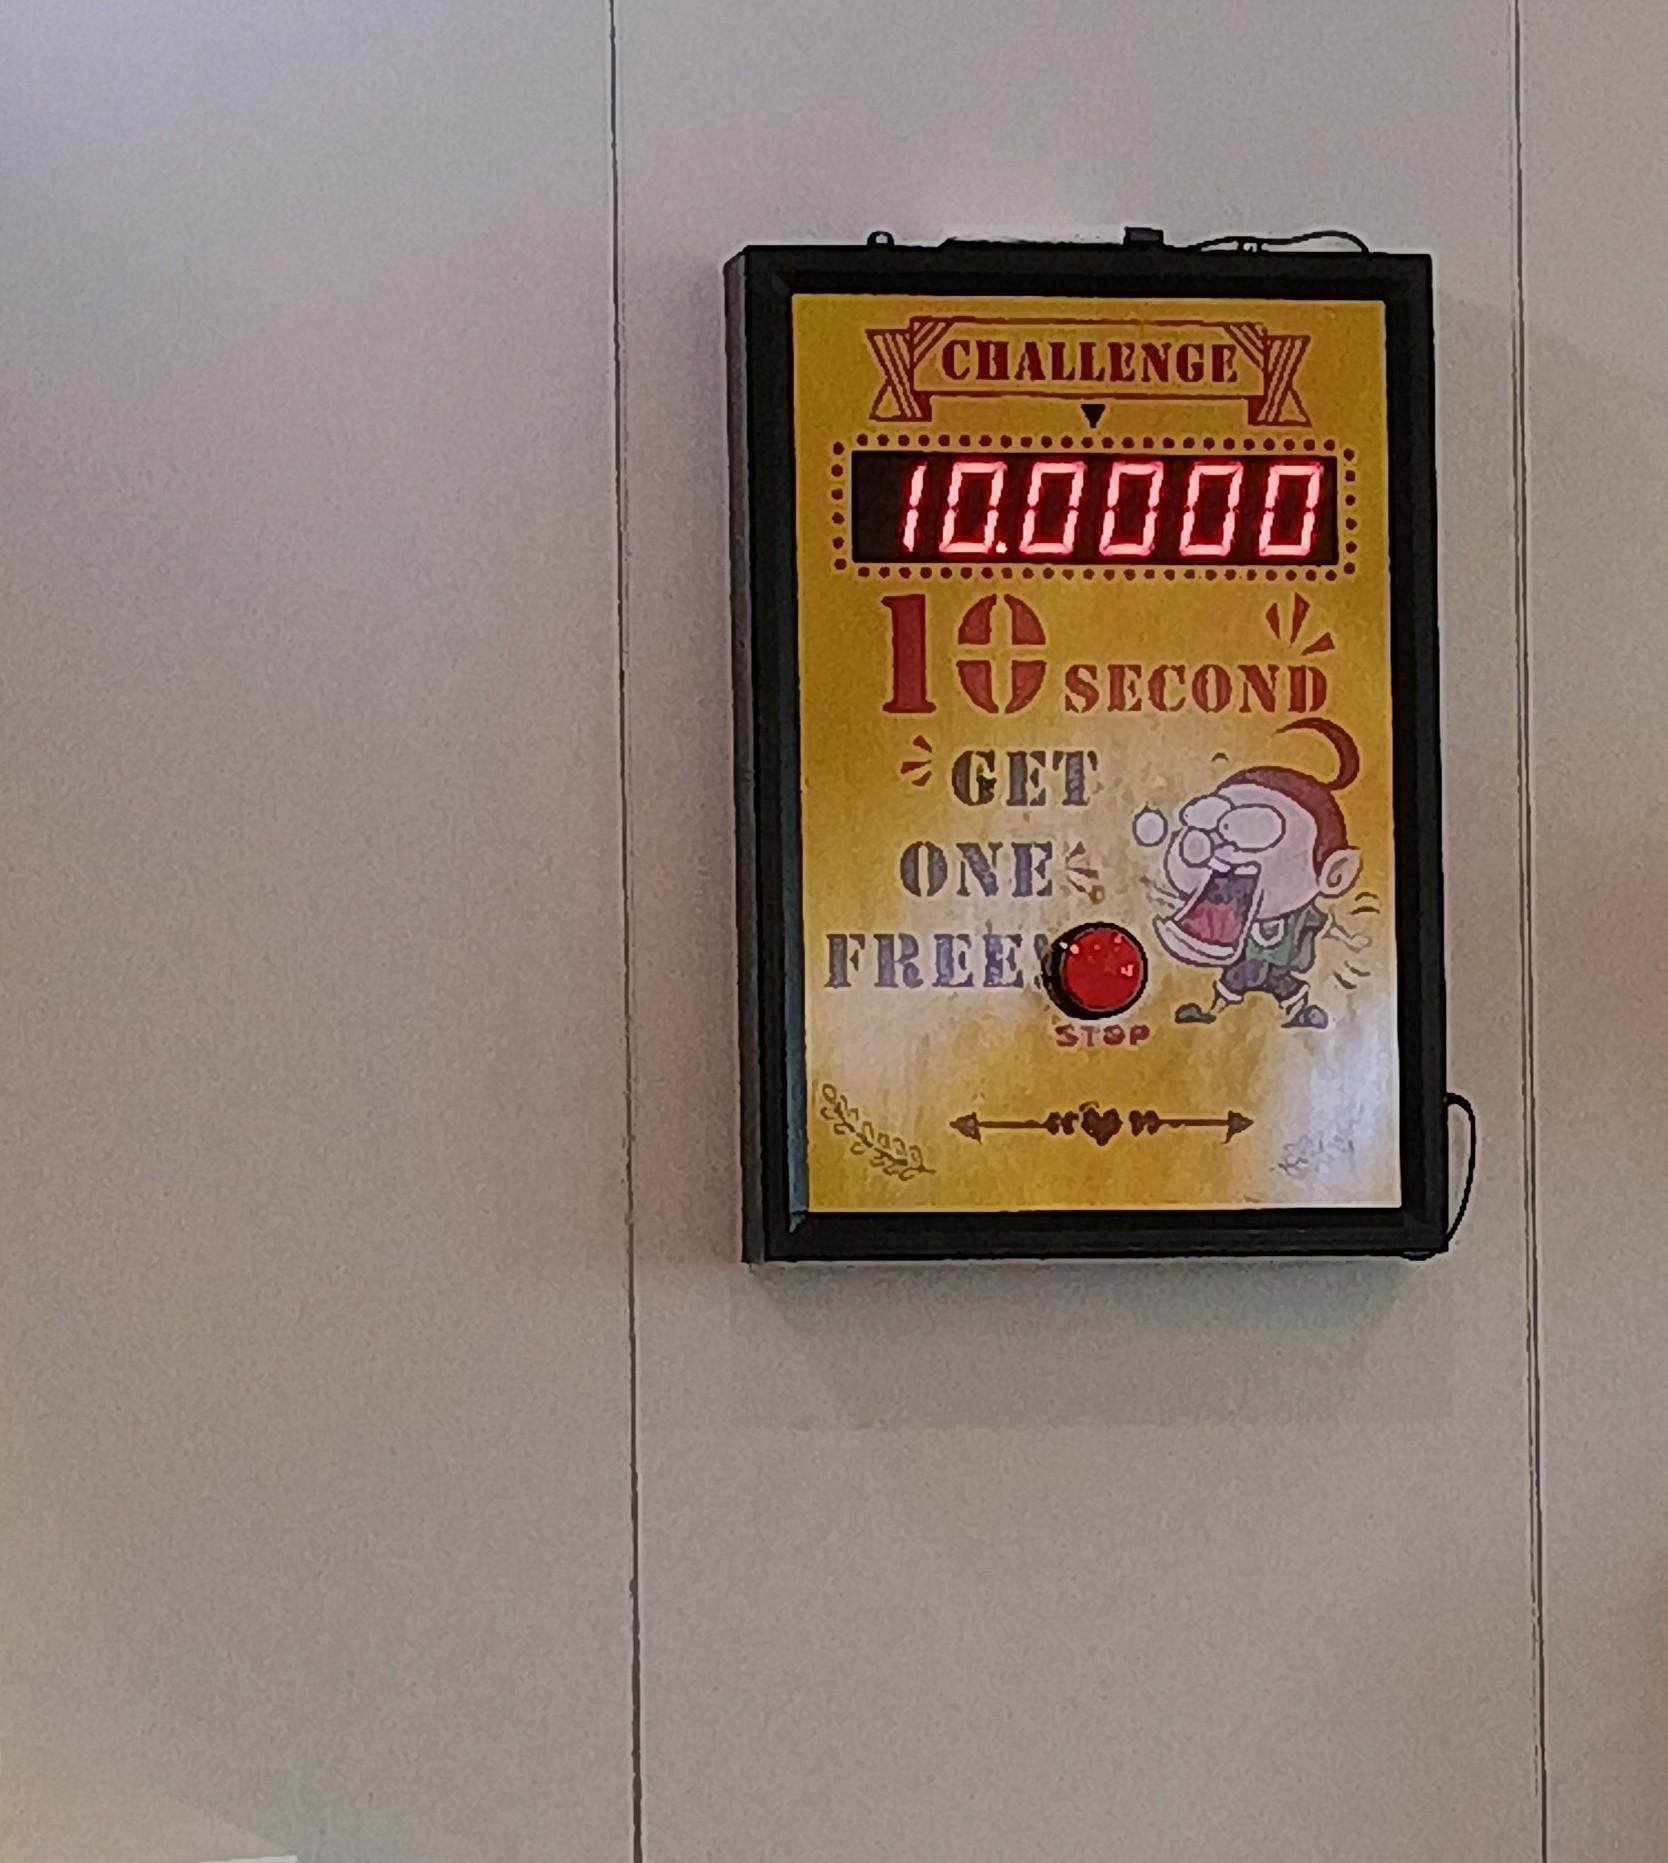 CHALLENGE
10.0000
10 SECOND
GET
ONE
FREE!
STOP